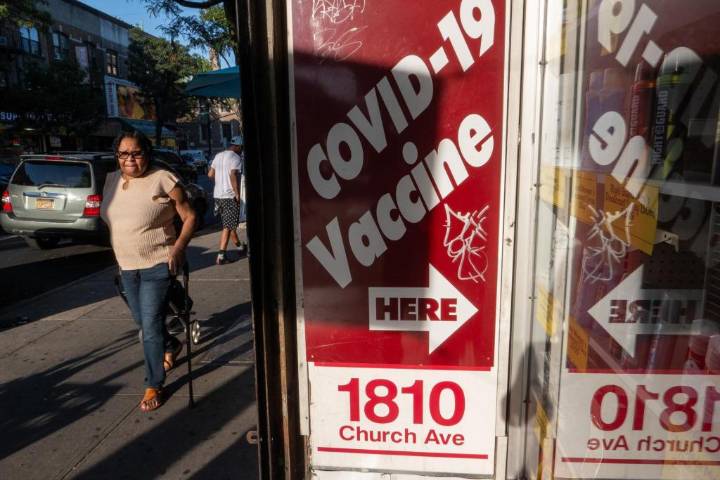 COVID-19
Vaccine
HERE
1810
Church Ave